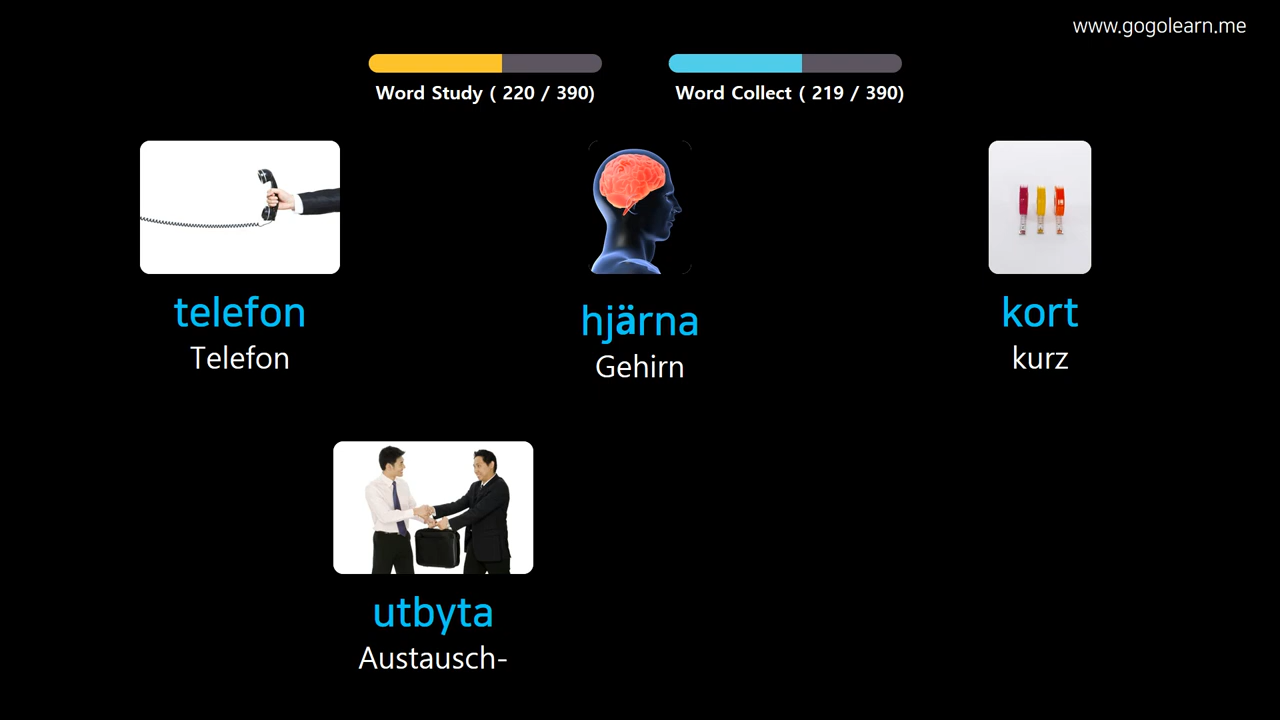 www.gogolearn.me
Word Study ( 220 / 390)
Word Collect ( 219 / 390)
telefon
Telefon
hjärna
Gehirn
kort
kurz
utbyta
Austausch-